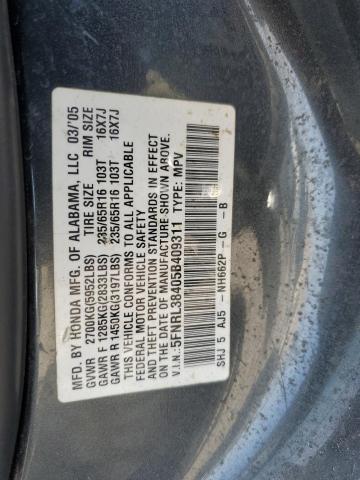 MFD. BY HONDA MFG. OF ALABAMA, LLC 03/'05
GVWR 2700KG(5952LBS) TIRE SIZE RIM SIZE
GAWR F 1285KG(2833LBS) 235/65R16 103T 16X7J
GAWR R 1450KG(3197LBS) 235/65R16 103T 16X7J
THIS VEHICLE CONFORMS TO ALL APPLICABLE
FEDERAL MOTOR VEHICLE SAFETY
AND THEFT PREVENTION STANDARDS IN EFFECT
ON THE DATE OF MANUFACTURE SHOWN ABOVE.
V.I.N.: 5FNRL38405B409311 TYPE: MPV
SHJ 5 AJ5 - NH662P - G - B